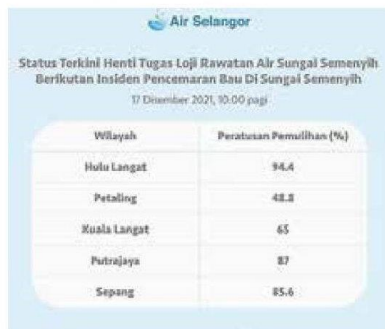 Air Selangor
Status Terkini Henti Tugas Loji Rawatan Air Sungai Semenyih
Berikutan Insiden Pencemaran Bau Di Sungai Semenyih
17 Disember 2021, 10:00 pagi
Wilayah Peratusan Pemulihan (%)
Hulu Langat 94.4
Petaling 48.8
Kuala Langat 65
Putrajaya 87
Sepang 85.6